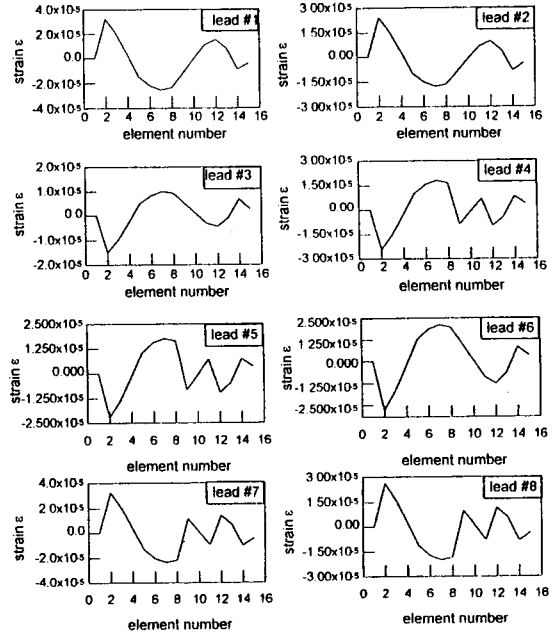 lead #1
4.0x10-5
2.0x10-5
0.0
-2.0x10-5
-4.0x10-5
strain ε
0 2 4 6 8 10 12 14 16
element number
lead #2
3.00x10-5
1.50x10-5
0.00
-1.50x10-5
-3.00x10-5
strain ε
0 2 4 6 8 10 12 14 16
element number
lead #3
2.0x10-5
1.0x10-5
0.0
-1.0x10-5
-2.0x10-5
strain ε
0 2 4 6 8 10 12 14 16
element number
lead #4
3.00x10-5
1.50x10-5
0.00
-1.50x10-5
-3.00x10-5
strain ε
0 2 4 6 8 10 12 14 16
element number
lead #5
2.500x10-5
1.250x10-5
0.000
-1.250x10-5
-2.500x10-5
strain ε
0 2 4 6 8 10 12 14 16
element number
lead #6
2.500x10-5
1.250x10-5
0.000
-1.250x10-5
-2.500x10-5
strain ε
0 2 4 6 8 10 12 14 16
element number
lead #7
4.0x10-5
2.0x10-5
0.0
-2.0x10-5
-4.0x10-5
strain ε
0 2 4 6 8 10 12 14 16
element number
lead #8
3.00x10-5
1.50x10-5
0.00
-1.50x10-5
-3.00x10-5
strain ε
0 2 4 6 8 10 12 14 16
element number